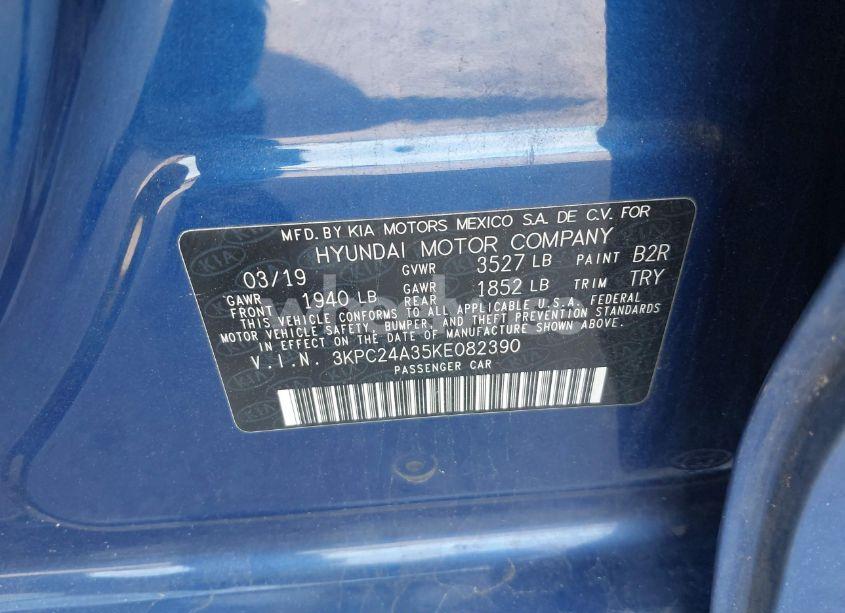 MFD. BY KIA MOTORS MEXICO S.A. DE C.V. FOR
HYUNDAI MOTOR COMPANY
03/19 GVWR 3527 LB PAINT B2R
GAWR FRONT 1940 LB GAWR REAR 1852 LB TRIM TRY
THIS VEHICLE CONFORMS TO ALL APPLICABLE U.S.A. FEDERAL
MOTOR VEHICLE SAFETY, BUMPER, AND THEFT PREVENTION STANDARDS
IN EFFECT ON THE DATE OF MANUFACTURE SHOWN ABOVE.
V.I.N. 3KPC24A35KE082390
PASSENGER CAR